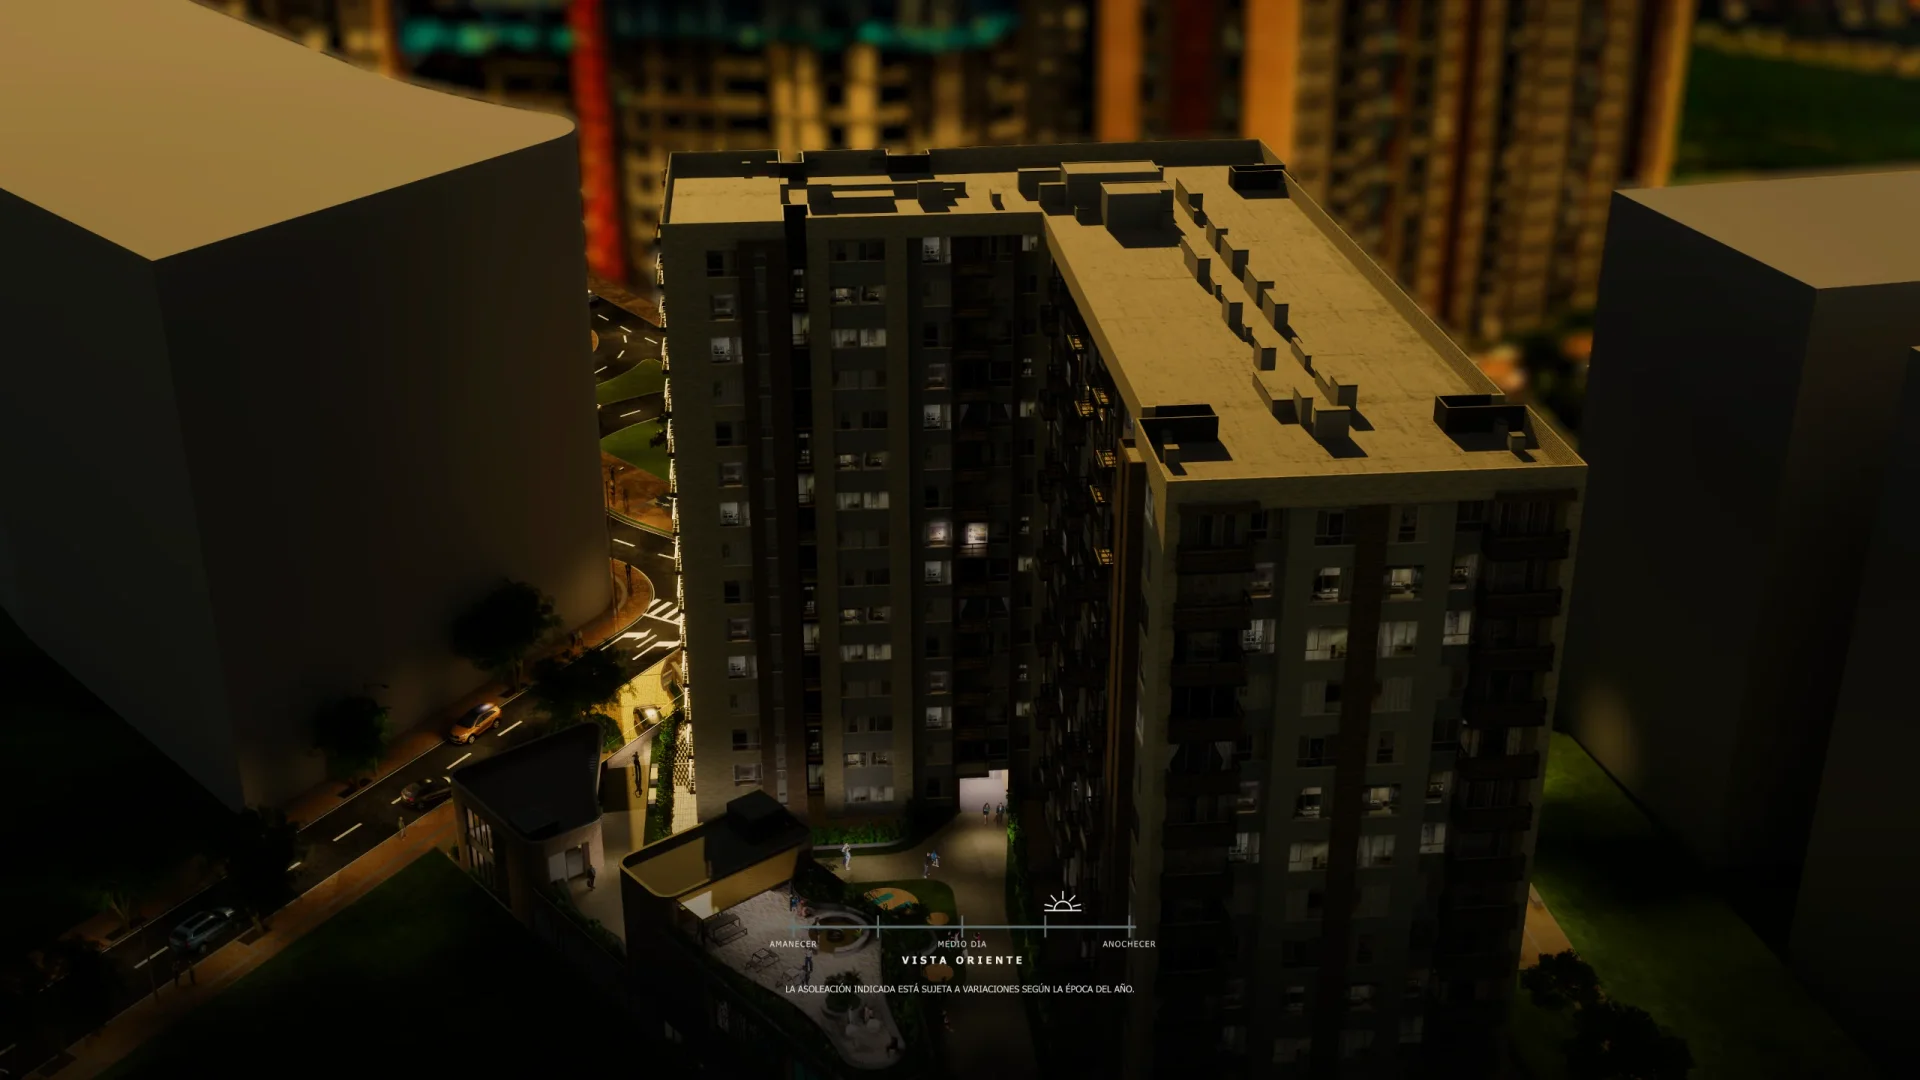 AMANECER MEDIO DIA ANOCHECER
VISTA ORIENTE
LA ASOLEACIÓN INDICADA ESTÁ SUJETA A VARIACIONES SEGÚN LA ÉPOCA DEL AÑO.